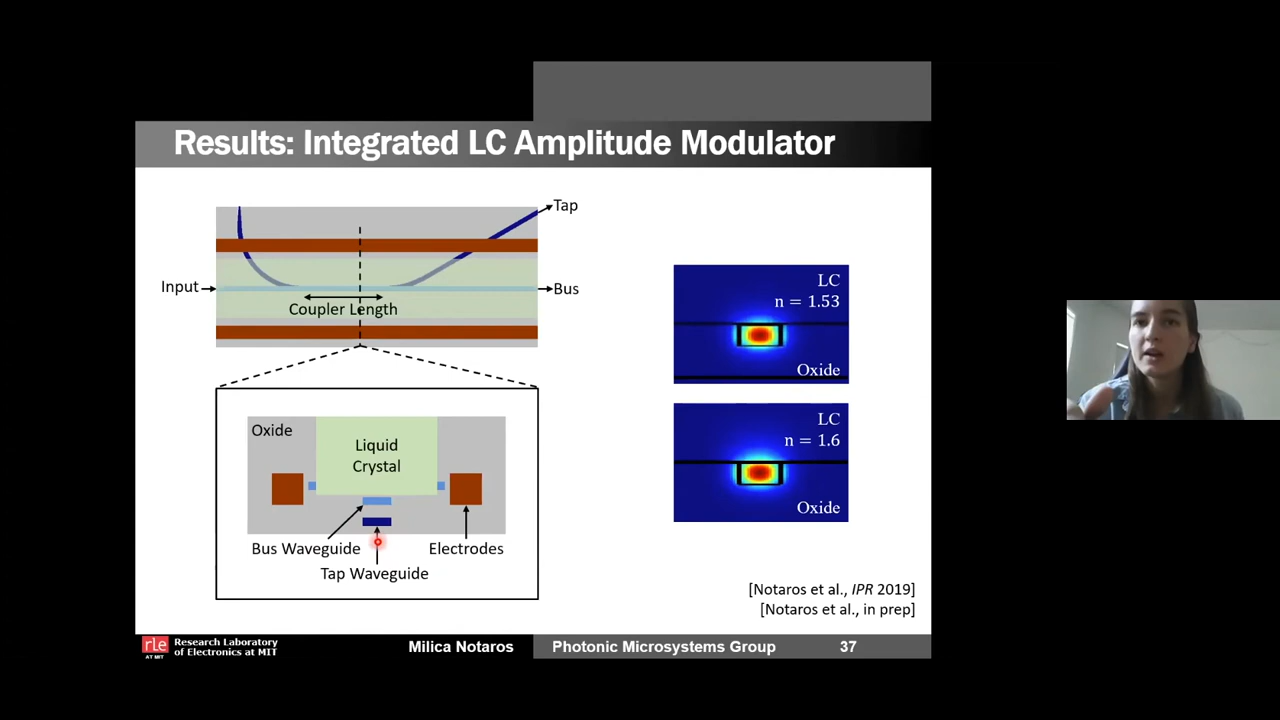 Results: Integrated LC Amplitude Modulator
Tap
Input
Bus
Coupler Length
Oxide
Liquid
Crystal
Bus Waveguide
Electrodes
Tap Waveguide
LC
n = 1.53
Oxide
LC
n = 1.6
Oxide
[Notaros et al., IPR 2019]
[Notaros et al., in prep]
rle
AT MIT
Research Laboratory
of Electronics at MIT
Milica Notaros
Photonic Microsystems Group
37